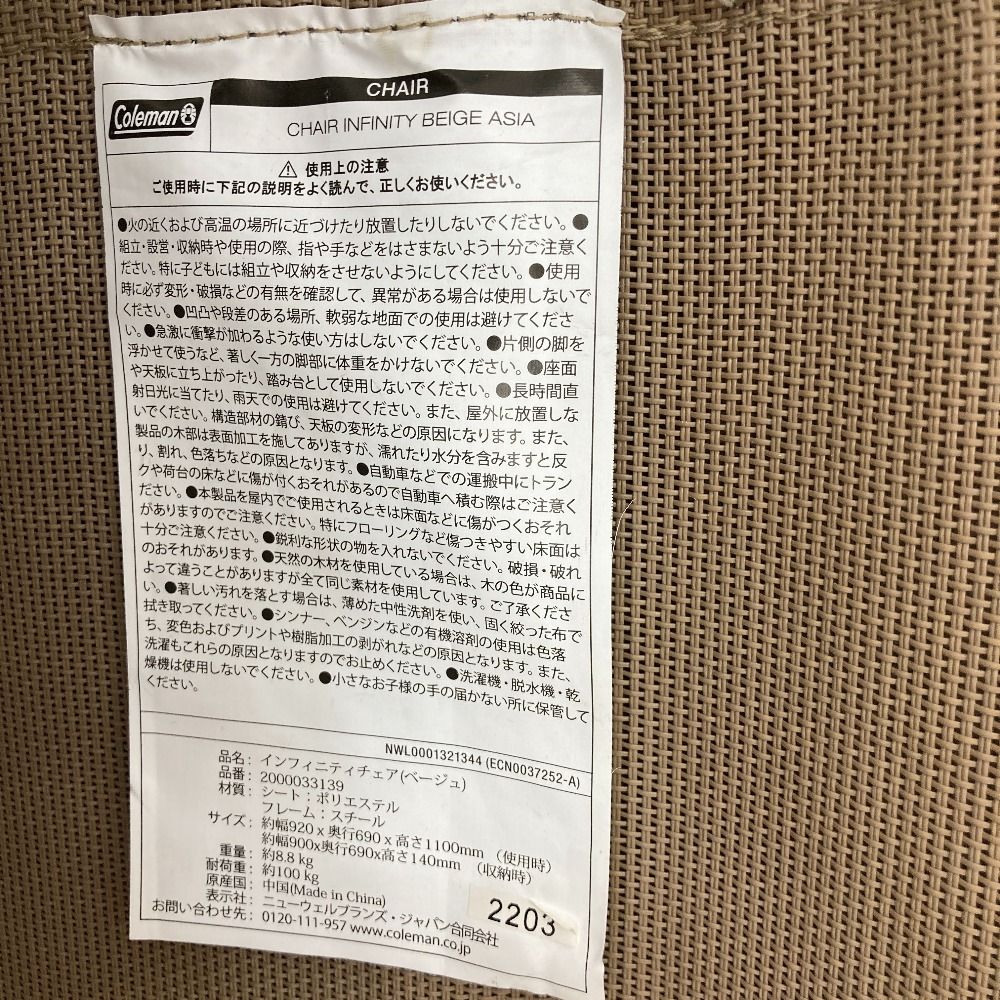 CHAIR
Coleman
CHAIR INFINITY BEIGE ASIA
⚠ 使用上の注意
ご使用時に下記の説明をよく読んで、正しくお使いください。
●火の近くおよび高温の場所に近づけたり放置したりしないでください。●
組立・設営・収納時や使用の際、指や手などをはさまないよう十分ご注意く
ださい。特に子どもには組立や収納をさせないようにしてください。●使用
時に必ず変形・破損などの有無を確認して、異常がある場合は使用しないで
ください。●凹凸や段差のある場所、軟弱な地面での使用は避けてくださ
い。●急激に衝撃が加わるような使い方はしないでください。●片側の脚を
浮かせて使うなど、著しく一方の脚部に体重をかけないでください。●座面
や天板に立ち上がったり、踏み台として使用しないでください。●長時間直
射日光に当てたり、雨天での使用は避けてください。また、屋外に放置しな
いでください。構造部材の錆び、天板の変形などの原因になります。また、
製品の木部は表面加工を施してありますが、濡れたり水分を含みますと反
り、割れ、色落ちなどの原因となります。●自動車などでの運搬中にトラン
クや荷台の床などに傷が付くおそれがあるので自動車へ積む際はご注意く
ださい。●本製品を屋内でご使用されるときは床面などに傷がつくおそれ
がありますのでご注意ください。特にフローリングなど傷つきやすい床面は
十分ご注意ください。●鋭利な形状の物を入れないでください。破損・破れ
のおそれがあります。●天然の木材を使用している場合は、木の色が商品に
よって違うことがありますが全て同じ素材を使用しています。ご了承くださ
い。●著しい汚れを落とす場合は、薄めた中性洗剤を使い、固く絞った布で
拭き取ってください。●シンナー、ベンジンなどの有機溶剤の使用は色落
ち、変色およびプリントや樹脂加工の剥がれなどの原因となります。また、
洗濯もこれらの原因となりますのでお止めください。●洗濯機・脱水機・乾
燥機は使用しないでください。●小さなお子様の手の届かない所に保管して
ください。
NWL0001321344 (ECN0037252-A)
品名：インフィニティチェア(ベージュ)
品番：2000033139
材質：シート：ポリエステル
フレーム：スチール
サイズ：約幅920 x 奥行690 x 高さ1100mm （使用時）
約幅900x奥行690x高さ140mm （収納時）
重量：約8.8 kg
耐荷重：約100 kg
原産国：中国(Made in China)
表示社：ニューウェルブランズ・ジャパン合同会社
お問い合わせ先：0120-111-957 www.coleman.co.jp
2203